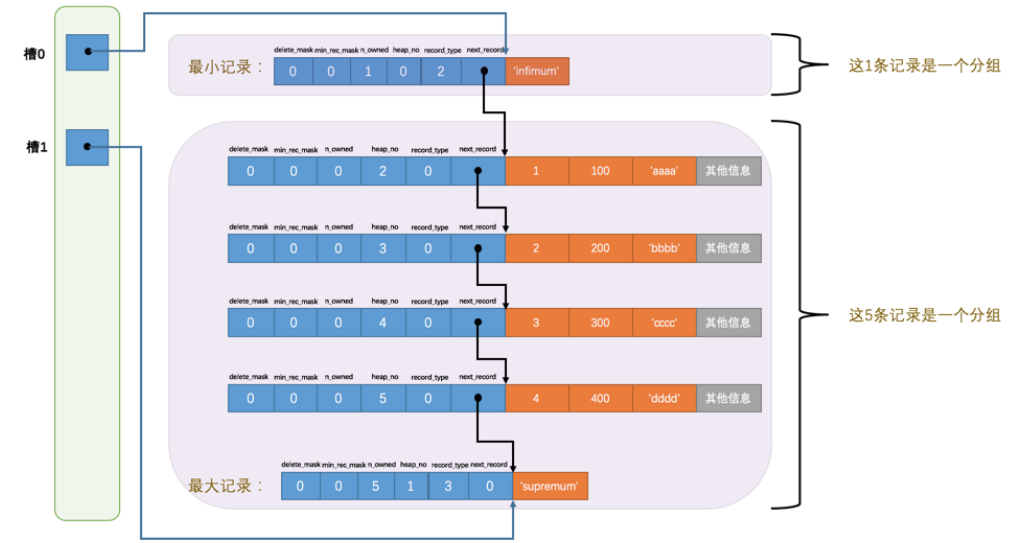 槽0
delete_mask min_rec_mask n_owned heap_no record_type next_record
最小记录： 0 0 1 0 2 'infimum'
这1条记录是一个分组
槽1
delete_mask min_rec_mask n_owned heap_no record_type next_record
0 0 0 2 0 1 100 'aaaa' 其他信息
delete_mask min_rec_mask n_owned heap_no record_type next_record
0 0 0 3 0 2 200 'bbbb' 其他信息
delete_mask min_rec_mask n_owned heap_no record_type next_record
0 0 0 4 0 3 300 'cccc' 其他信息
这5条记录是一个分组
delete_mask min_rec_mask n_owned heap_no record_type next_record
0 0 0 5 0 4 400 'dddd' 其他信息
delete_mask min_rec_mask n_owned heap_no record_type next_record
最大记录： 0 0 5 1 3 0 'supremum'